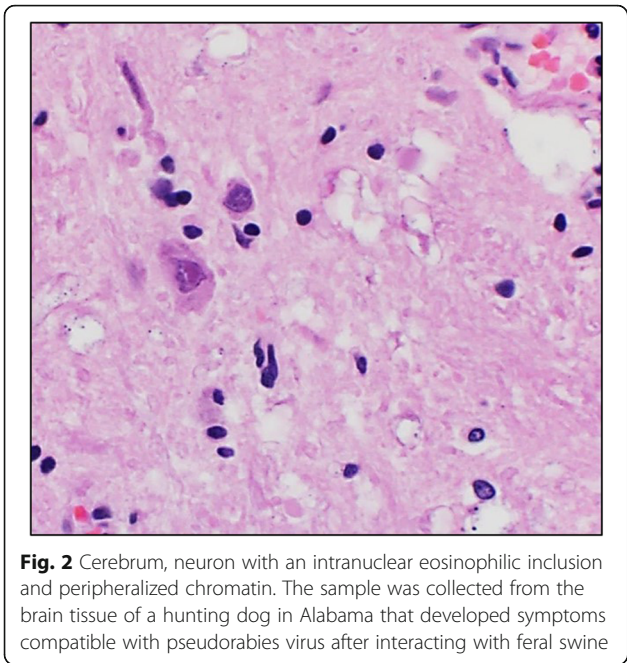 Fig. 2 Cerebrum, neuron with an intranuclear eosinophilic inclusion
and peripheralized chromatin. The sample was collected from the
brain tissue of a hunting dog in Alabama that developed symptoms
compatible with pseudorabies virus after interacting with feral swine